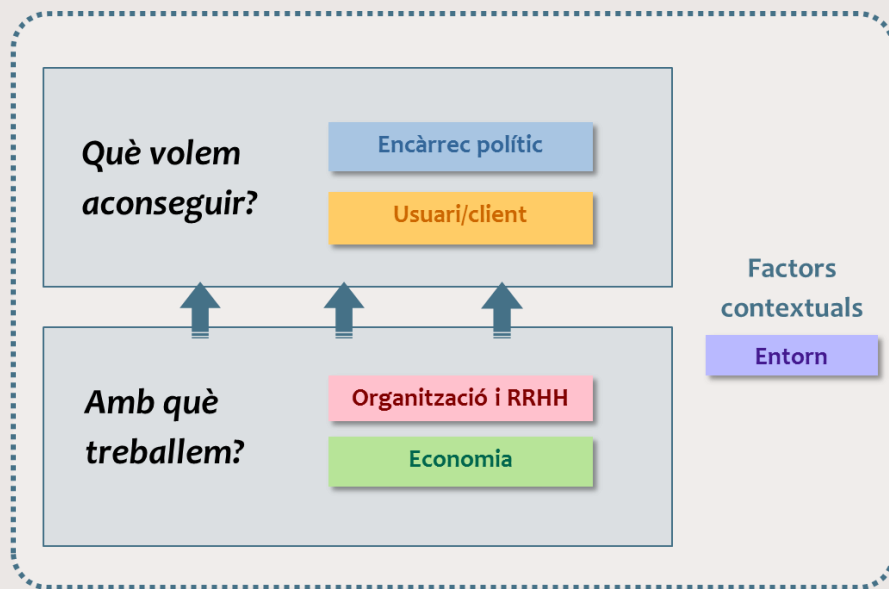 Què volem
aconseguir?
Encàrrec polític
Usuari/client
Amb què
treballem?
Organització i RRHH
Economia
Factors
contextuals
Entorn